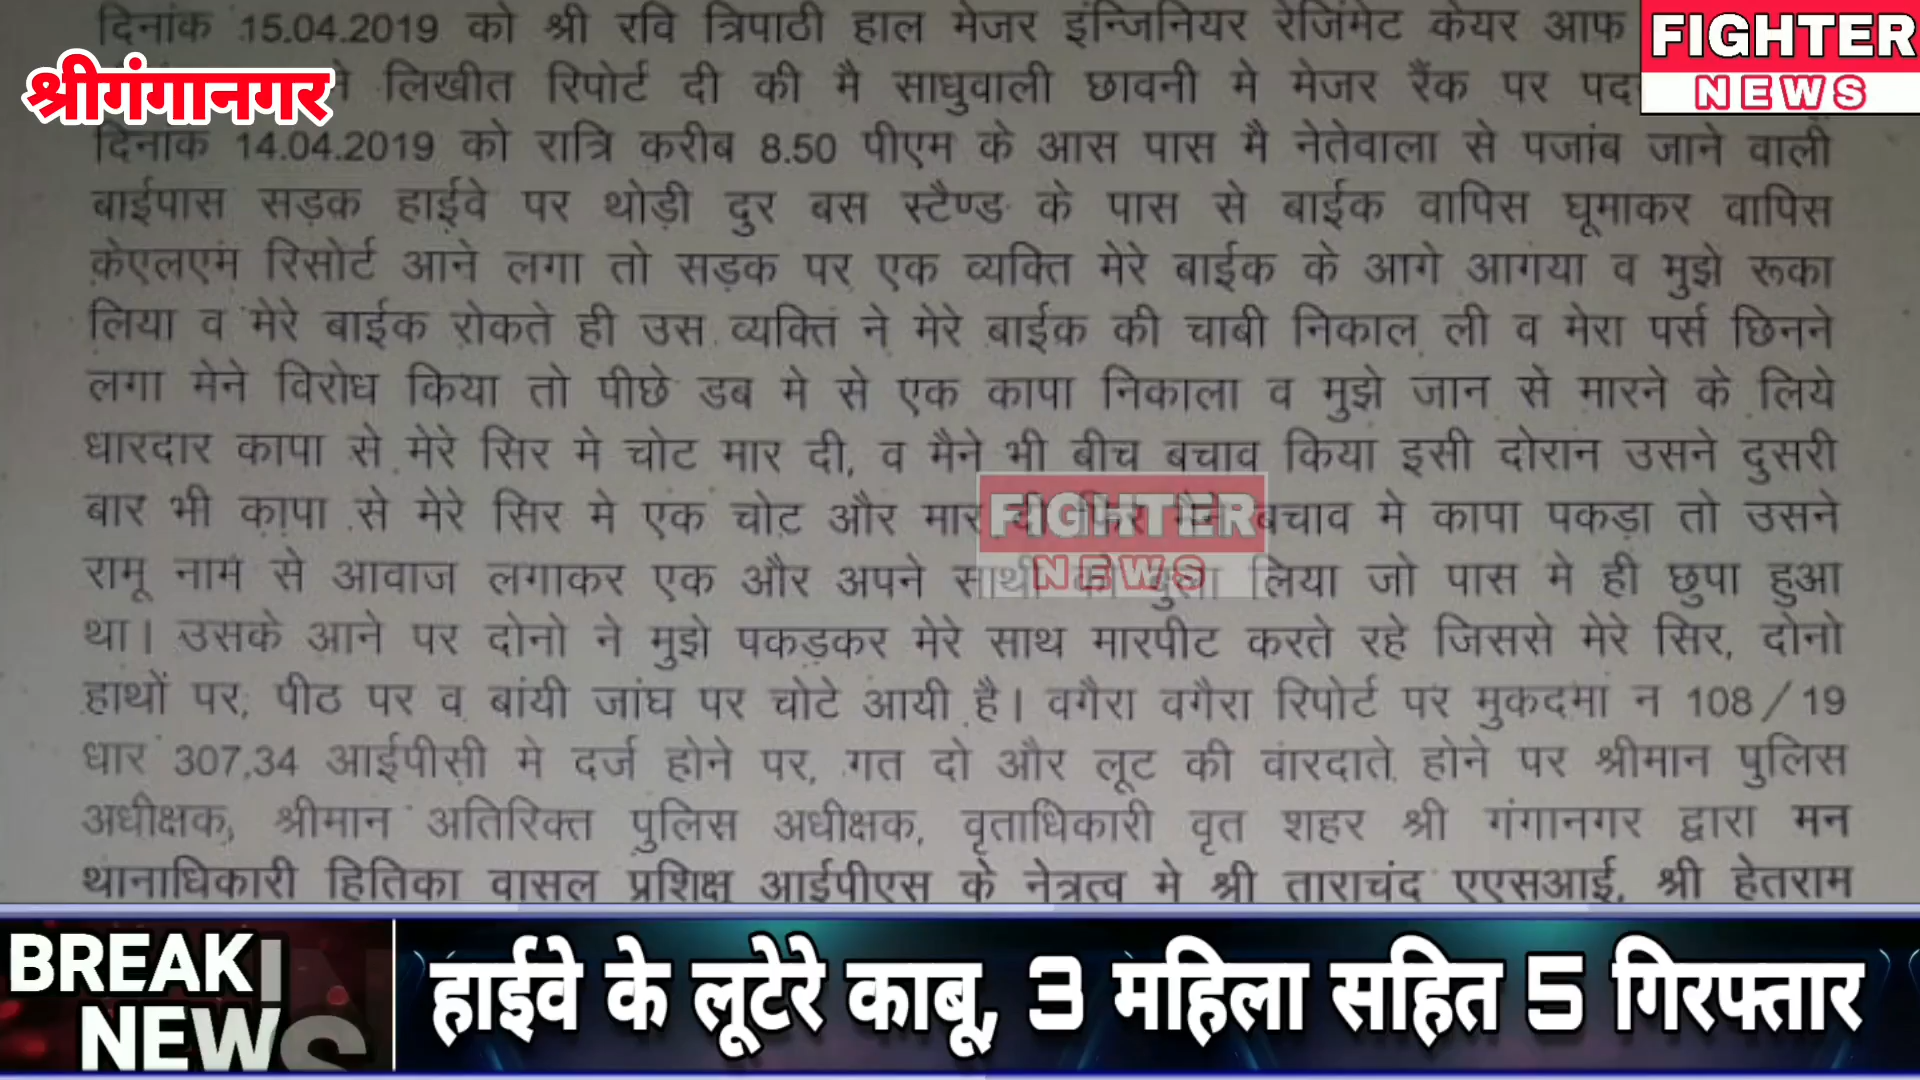 दिनांक 15.04.2019 को श्री रवि त्रिपाठी हाल मेजर इंन्जिनियर रेजिंमेट केयर आफ
FIGHTER
NEWS
श्रीगंगानगर
लिखीत रिपोर्ट दी की मै साधुवाली छावनी मे मेजर रैंक पर
दिनांक 14.04.2019 को रात्रि करीब 8.50 पीएम के आस पास मै नेतेवाला से पजांब जाने वाली
बाईपास सड़क हाईवे पर थोड़ी दुर बस स्टैण्ड के पास से बाईक वापिस घूमाकर वापिस
केएलएम रिसोर्ट आने लगा तो सड़क पर एक व्यक्ति मेरे बाईक के आगे आगया व मुझे रूका
लिया व मेरे बाईक रोकते ही उस व्यक्ति ने मेरे बाईक की चाबी निकाल ली व मेरा पर्स छिनने
लगा मेने विरोध किया तो पीछे डब मे से एक कापा निकाला व मुझे जान से मारने के लिये
धारदार कापा से मेरे सिर मे चोट मार दी, व मैने भी बीच बचाव किया इसी दोरान उसने दुसरी
बार भी कापा से मेरे सिर मे एक चोट और मार बचाव मे कापा पकड़ा तो उसने
FIGHTER
NEWS
रामू नाम से आवाज लगाकर एक और अपने लिया जो पास मे ही छुपा हुआ
था। उसके आने पर दोनो ने मुझे पकड़कर मेरे साथ मारपीट करते रहे जिससे मेरे सिर, दोनो
हाथों पर, पीठ पर व बांयी जांघ पर चोटे आयी है। वगैरा वगैरा रिपोर्ट पर मुकदमा न 108/19
धार 307,34 आईपीसी मे दर्ज होने पर, गत दो और लूट की वारदाते होने पर श्रीमान पुलिस
अधीक्षक, श्रीमान अतिरिक्त पुलिस अधीक्षक, वृताधिकारी वृत शहर श्री गंगानगर द्वारा मन
थानाधिकारी हितिका वासल प्रशिक्षु आईपीएस के नेत्रत्व मे श्री ताराचंद एएसआई, श्री हेतराम
BREAK
NEWS
हाईवे के लूटेरे काबू, 3 महिला सहित 5 गिरफ्तार